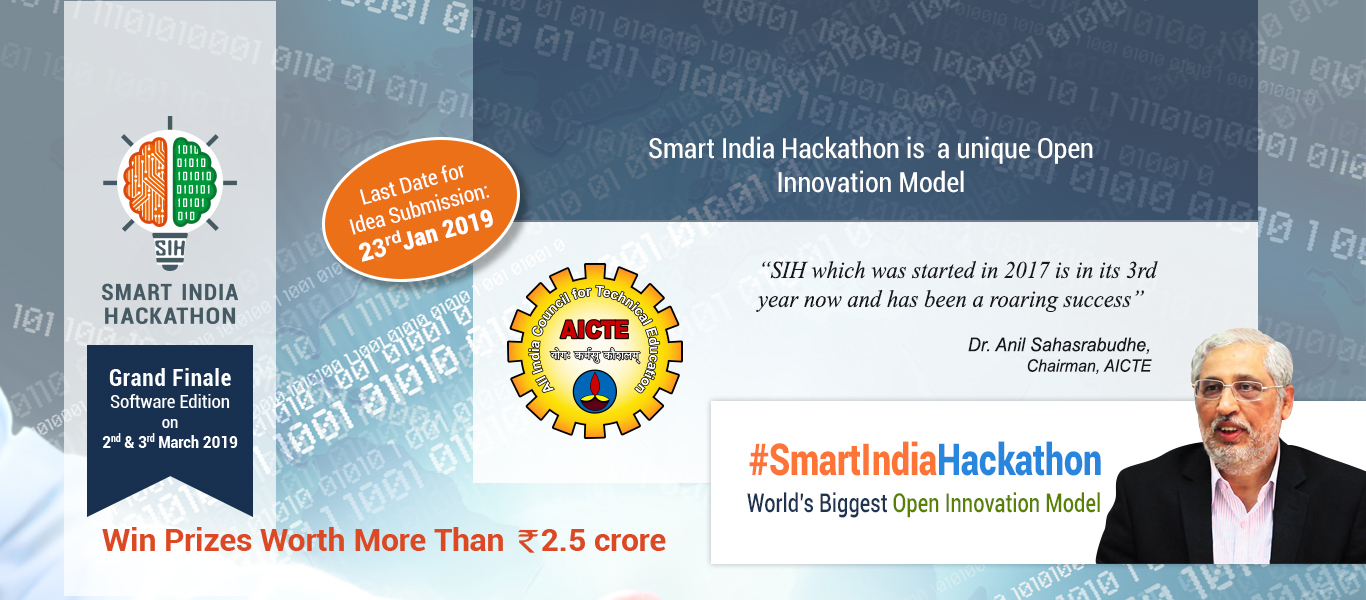 SIH
SMART INDIA
HACKATHON
Grand Finale
Software Edition
on
2nd & 3rd March 2019
Last Date for
Idea Submission:
23rd Jan 2019
Smart India Hackathon is a unique Open
Innovation Model
All India Council for Technical Education
AICTE
योगः कर्मसु कौशलम्
“SIH which was started in 2017 is in its 3rd
year now and has been a roaring success”
Dr. Anil Sahasrabudhe,
Chairman, AICTE
#SmartIndiaHackathon
World's Biggest Open Innovation Model
Win Prizes Worth More Than ₹2.5 crore